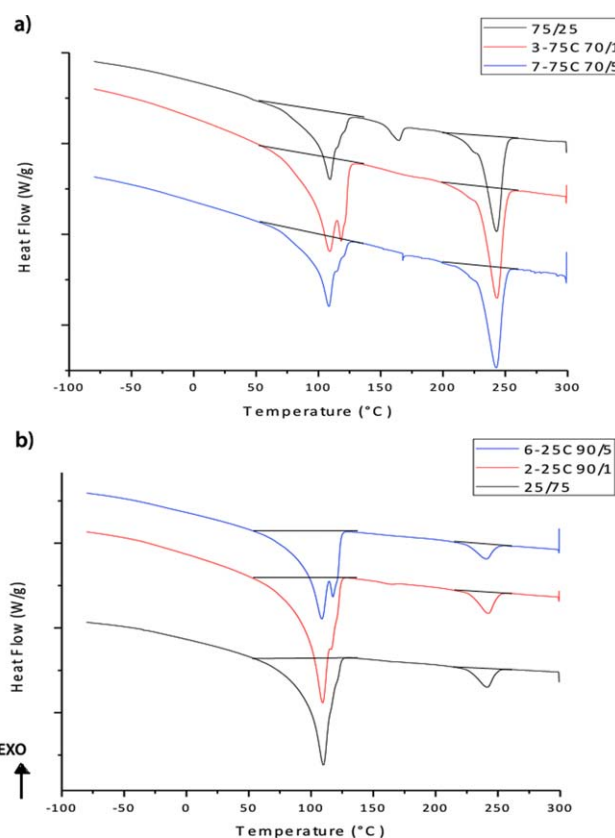 a)
75/25
3-75C 70/1
7-75C 70/5
Heat Flow (W/g)
-100 -50 0 50 100 150 200 250 300
Temperature (°C)
b)
6-25C 90/5
2-25C 90/1
25/75
Heat Flow (W/g)
EXO
-100 -50 0 50 100 150 200 250 300
Temperature (°C)